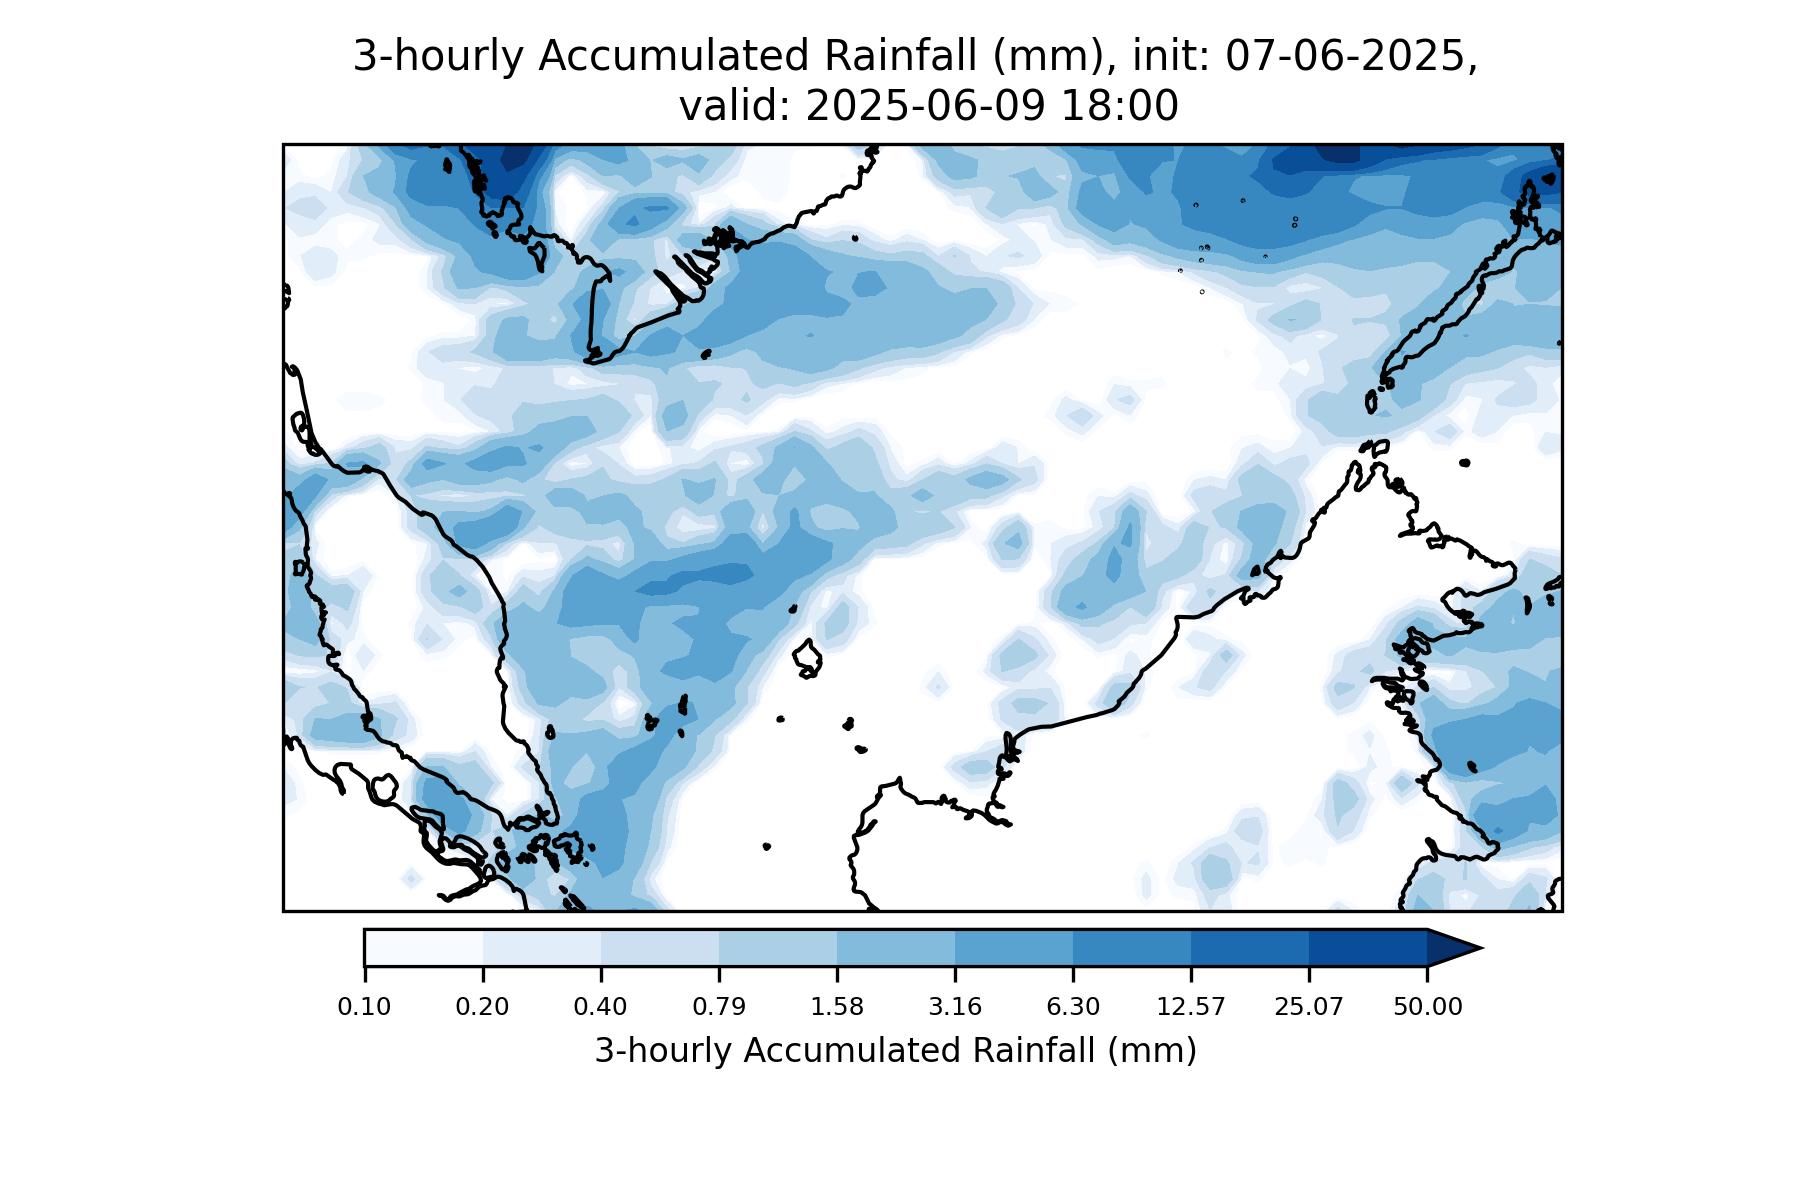 3-hourly Accumulated Rainfall (mm), init: 07-06-2025,
valid: 2025-06-09 18:00
0.10 0.20 0.40 0.79 1.58 3.16 6.30 12.57 25.07 50.00
3-hourly Accumulated Rainfall (mm)